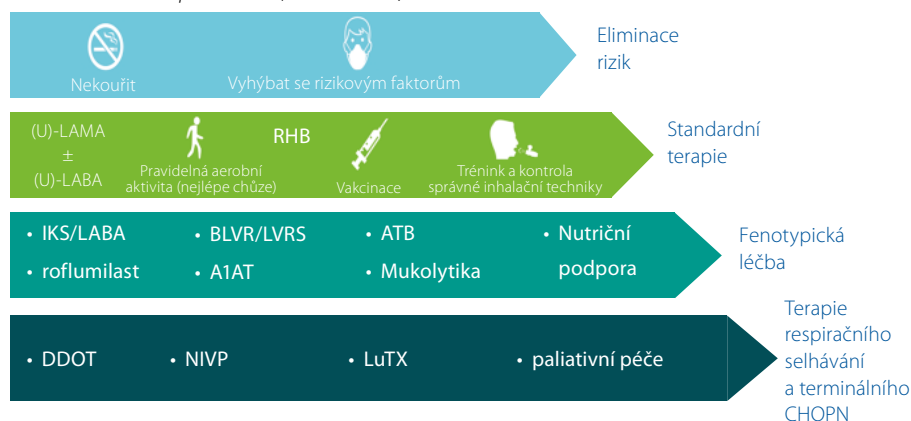 Nekouřit
Vyhýbat se rizikovým faktorům
Eliminace
rizik
(U)-LAMA
±
(U)-LABA
Pravidelná aerobní
aktivita (nejlépe chůze)
RHB
Vakcinace
Trénink a kontrola
správné inhalační techniky
Standardní
terapie
• IKS/LABA
• roflumilast
• BLVR/LVRS
• A1AT
• ATB
• Mukolytika
• Nutriční
podpora
Fenotypická
léčba
• DDOT
• NIVP
• LuTX
• paliativní péče
Terapie
respiračního
selhávání
a terminálního
CHOPN